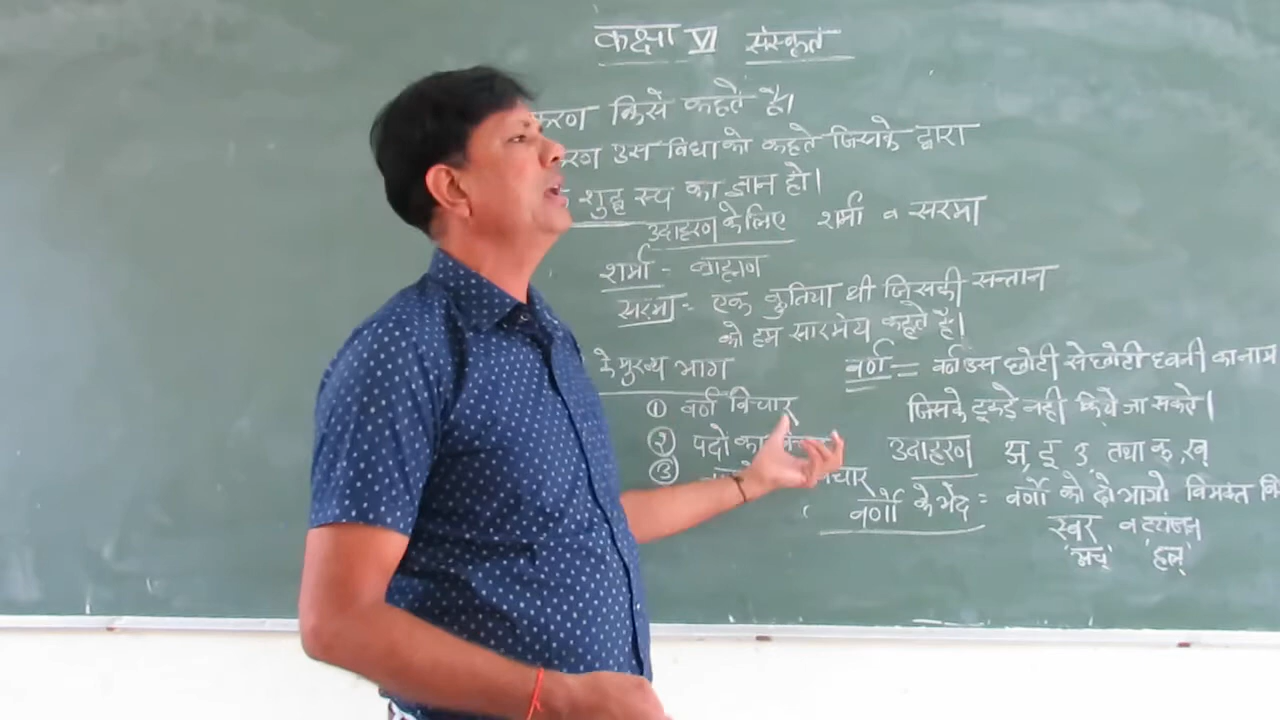 कक्षा VI संस्कृत
करण किसे कहते है।
करण उस विधा को कहते जिसके द्वारा
शुद्ध रूप का ज्ञान हो।
उदाहरण के लिए शर्मा व सरमा
शर्मा - ब्राह्मण
सरमा = एक कुतिया थी जिसकी सन्तान
को हम सारमेय कहते है।
के मुख्य भाग
① वर्ण विचार
② पदो का
③ चार
वर्ण = वर्ण उस छोटी से छोटी ध्वनी का नाम
जिसके टूकड़े नही किये जा सकते।
उदाहरण अ, इ उ, तथा क्, ख्
वर्णो के भेद = वर्णो को दो भागो विभक्त कि
स्वर व व्यंजन
'अच्' 'हल्'